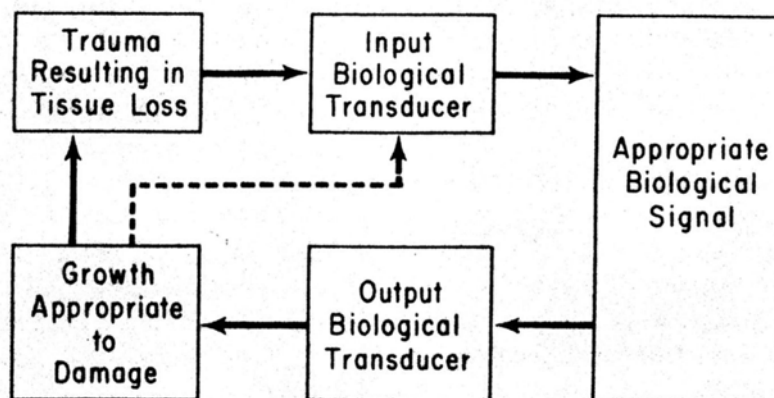 Trauma
Resulting in
Tissue Loss
Input
Biological
Transducer
Appropriate
Biological
Signal
Growth
Appropriate
to
Damage
Output
Biological
Transducer